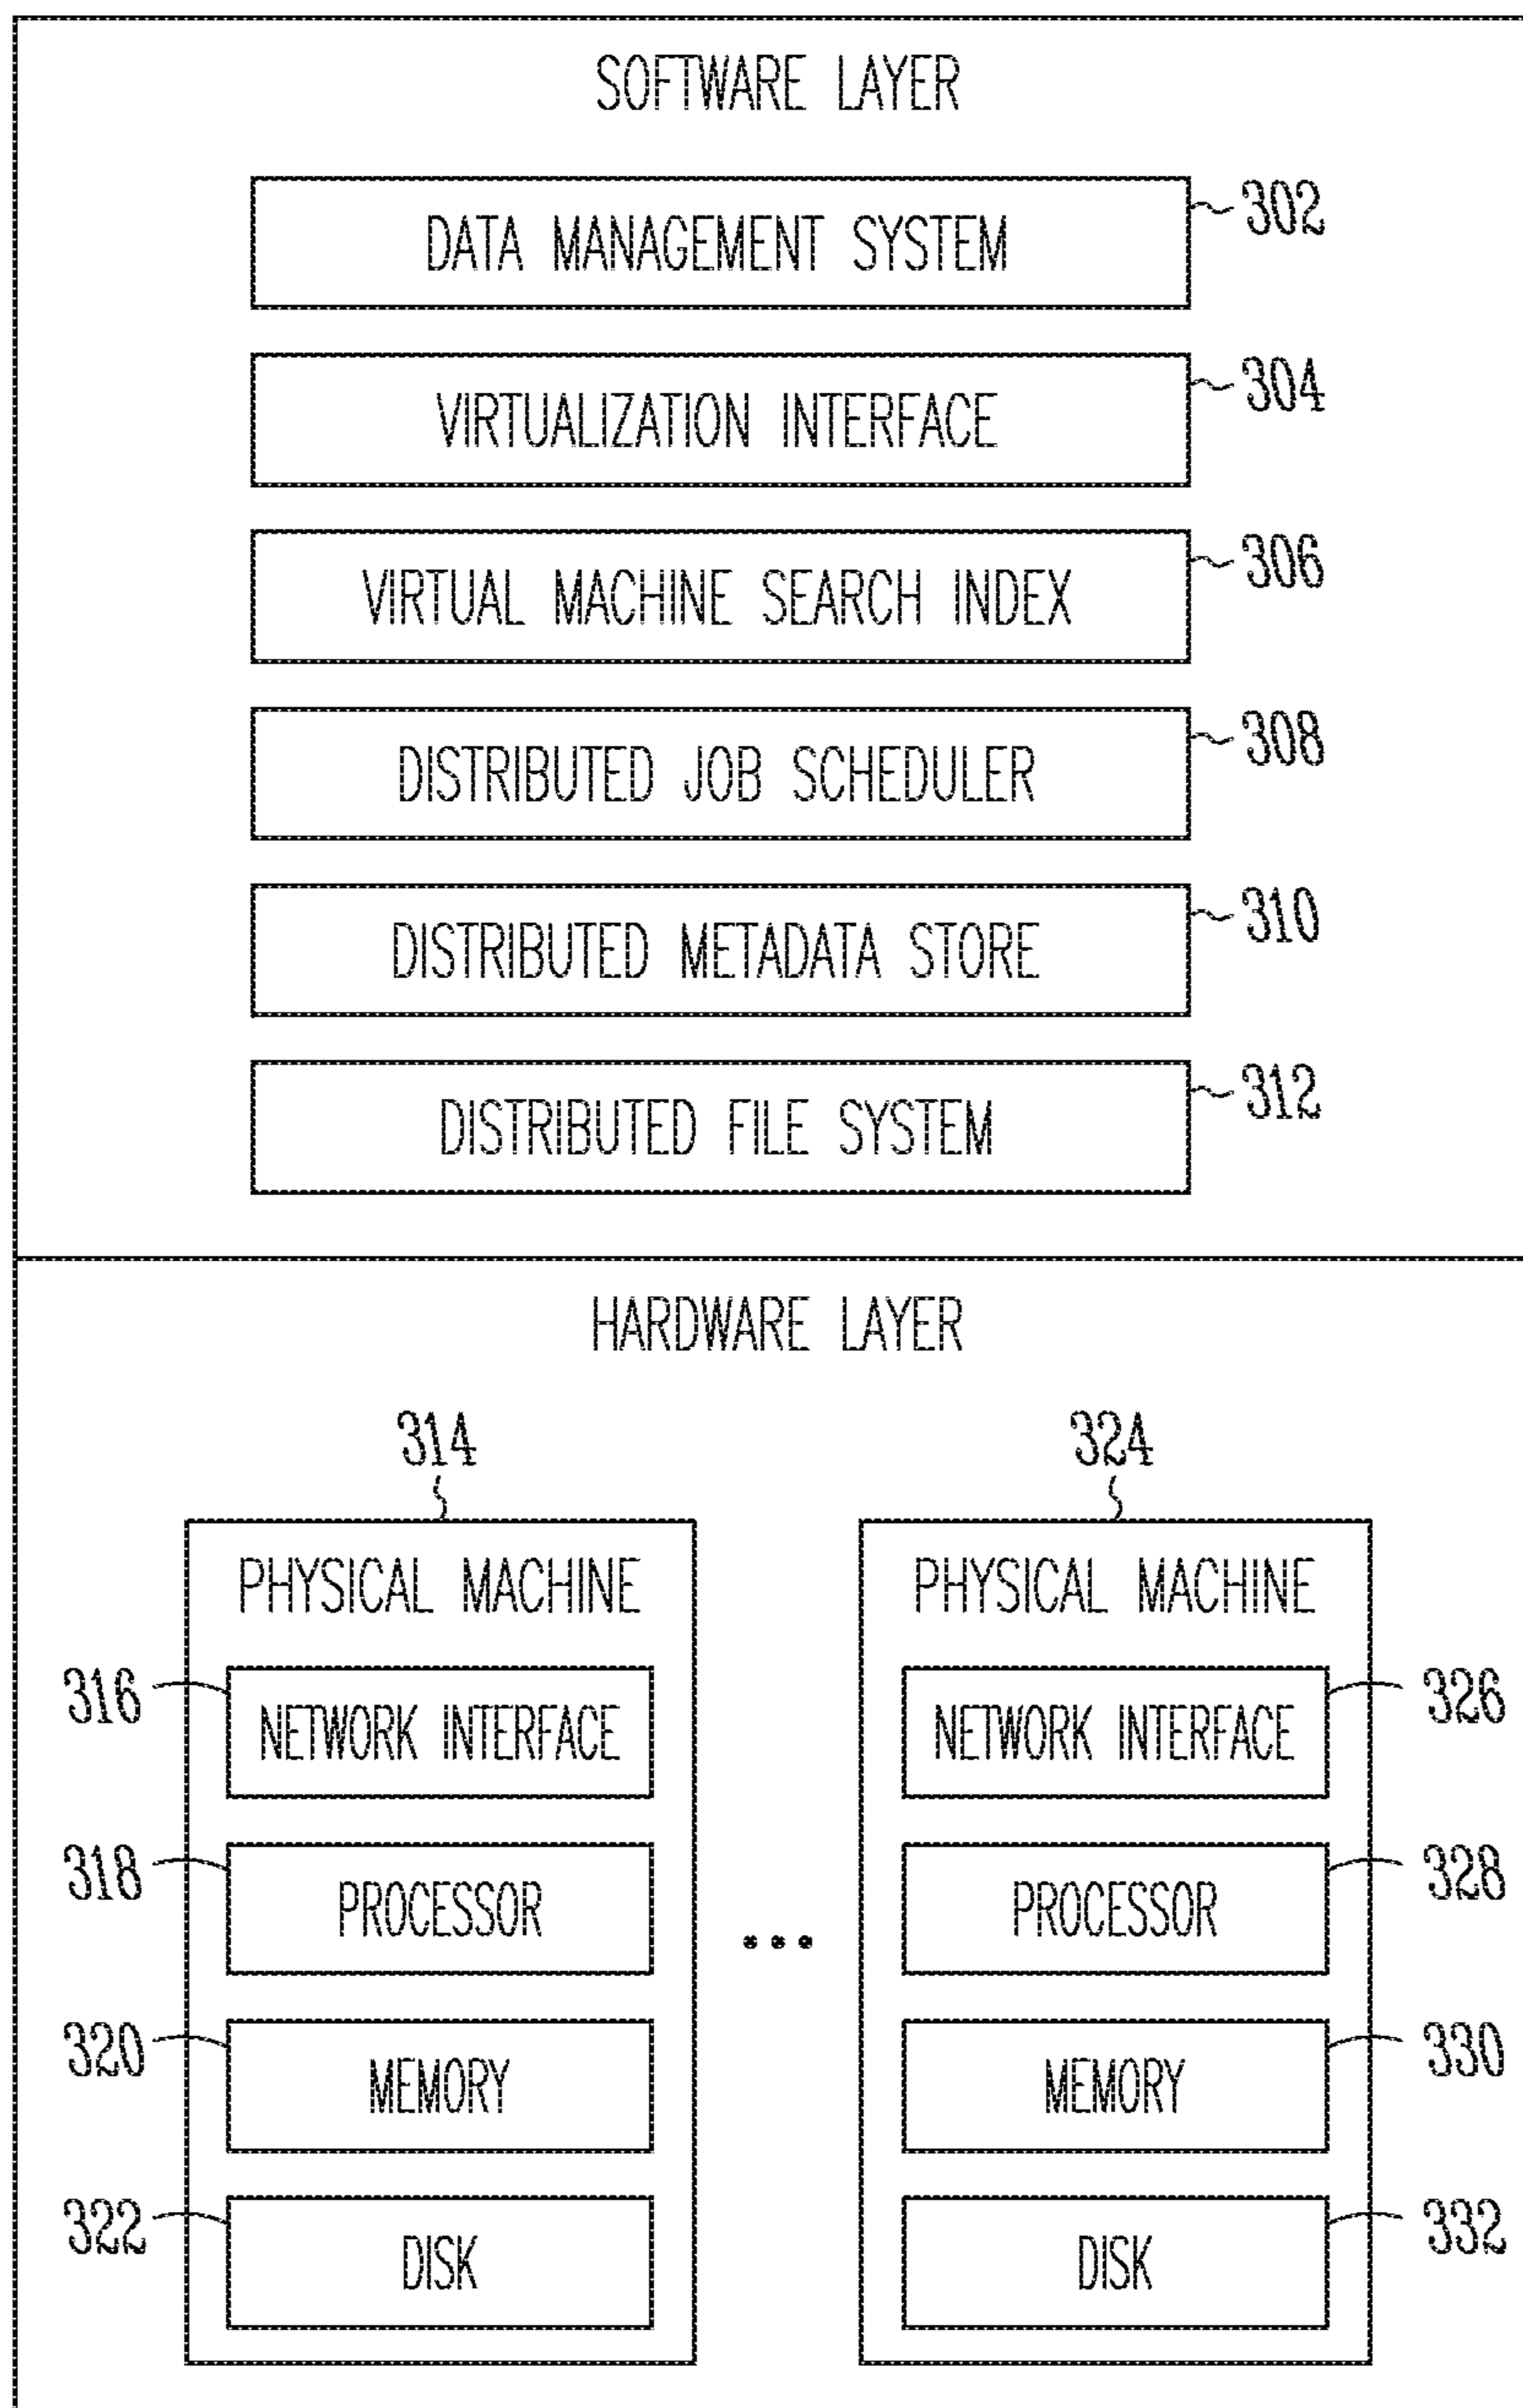 SOFTWARE LAYER
DATA MANAGEMENT SYSTEM
302
VIRTUALIZATION INTERFACE
304
VIRTUAL MACHINE SEARCH INDEX
306
DISTRIBUTED JOB SCHEDULER
308
DISTRIBUTED METADATA STORE
310
DISTRIBUTED FILE SYSTEM
312
HARDWARE LAYER
314
PHYSICAL MACHINE
316
NETWORK INTERFACE
318
PROCESSOR
320
MEMORY
322
DISK
...
324
PHYSICAL MACHINE
NETWORK INTERFACE
326
PROCESSOR
328
MEMORY
330
DISK
332